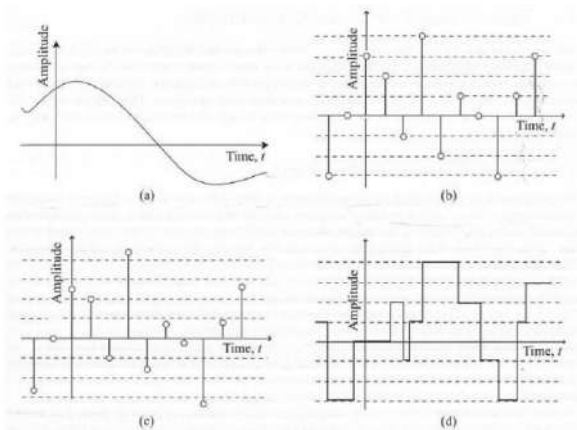 Amplitude
Time, t
(a)
Amplitude
Time, t
(b)
Amplitude
Time, t
(c)
Amplitude
Time, t
(d)